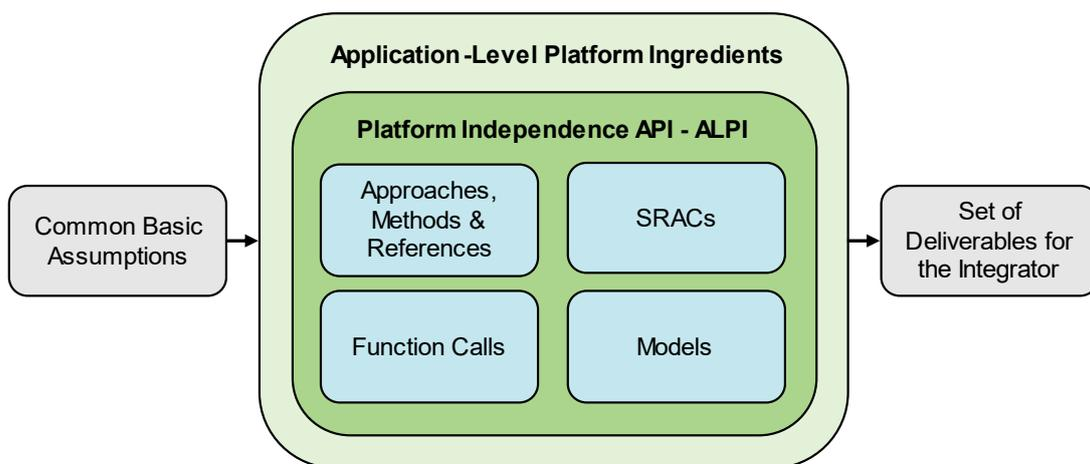 Application-Level Platform Ingredients
Platform Independence API - ALPI
Common Basic
Assumptions
Approaches,
Methods &
References
SRACs
Function Calls
Models
Set of
Deliverables for
the Integrator